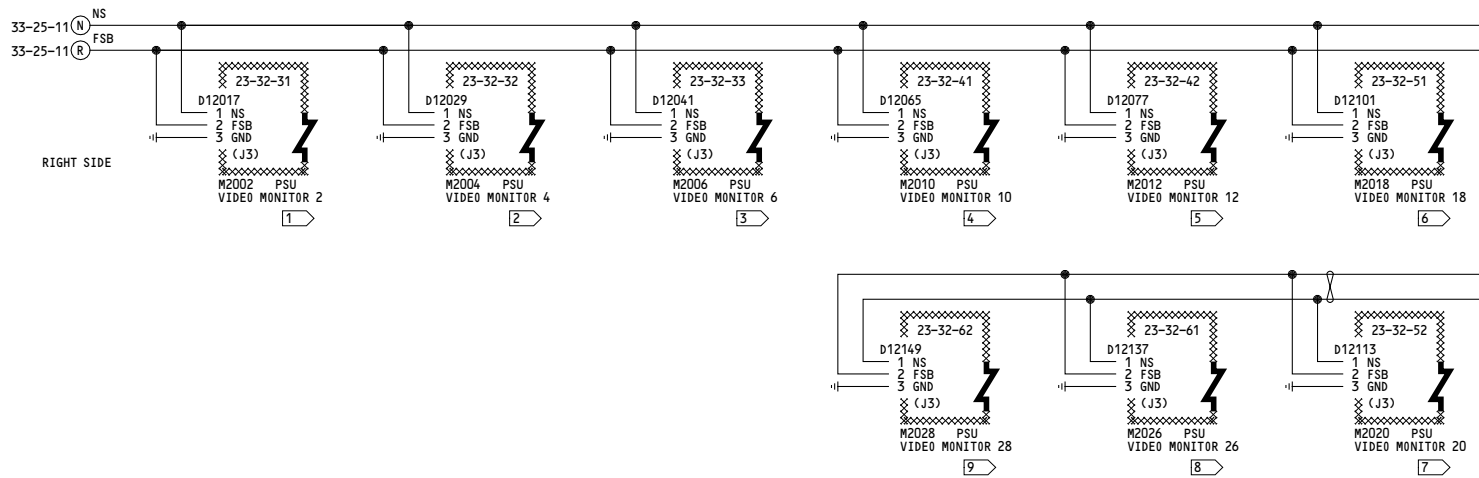 33-25-11 N NS
33-25-11 R FSB
RIGHT SIDE
23-32-31
D12017
1 NS
2 FSB
3 GND
(J3)
M2002 PSU
VIDEO MONITOR 2
1
23-32-32
D12029
1 NS
2 FSB
3 GND
(J3)
M2004 PSU
VIDEO MONITOR 4
2
23-32-33
D12041
1 NS
2 FSB
3 GND
(J3)
M2006 PSU
VIDEO MONITOR 6
3
23-32-41
D12065
1 NS
2 FSB
3 GND
(J3)
M2010 PSU
VIDEO MONITOR 10
4
23-32-42
D12077
1 NS
2 FSB
3 GND
(J3)
M2012 PSU
VIDEO MONITOR 12
5
23-32-51
D12101
1 NS
2 FSB
3 GND
(J3)
M2018 PSU
VIDEO MONITOR 18
6
23-32-62
D12149
1 NS
2 FSB
3 GND
(J3)
M2028 PSU
VIDEO MONITOR 28
9
23-32-61
D12137
1 NS
2 FSB
3 GND
(J3)
M2026 PSU
VIDEO MONITOR 26
8
23-32-52
D12113
1 NS
2 FSB
3 GND
(J3)
M2020 PSU
VIDEO MONITOR 20
7